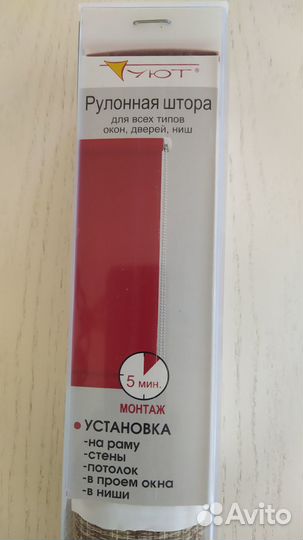 УЮТ®
Рулонная штора
для всех типов
окон, дверей, ниш
5 мин.
МОНТАЖ
• УСТАНОВКА
-на раму
-стены
-потолок
-в проем окна
-в ниши
Avito